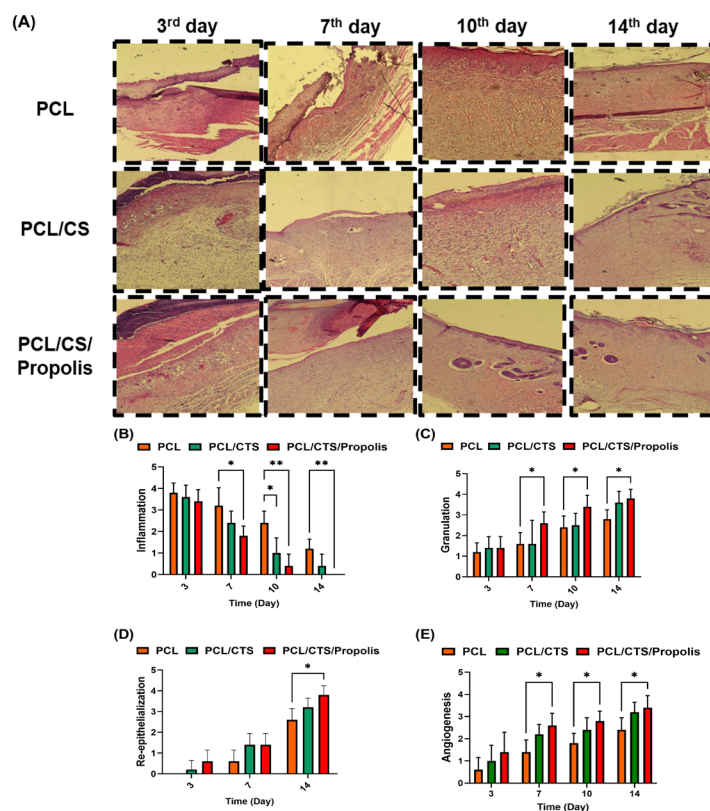 (A)
3rd day 7th day 10th day 14th day
PCL
PCL/CS
PCL/CS/
Propolis
(B)
PCL PCL/CTS PCL/CTS/Propolis
Inflammation
5
4
3
2
1
0
* ** * **
3 7 10 14
Time (Day)
(C)
PCL PCL/CTS PCL/CTS/Propolis
Granulation
5
4
3
2
1
0
* * *
3 7 10 14
Time (Day)
(D)
PCL PCL/CTS PCL/CTS/Propolis
Re-epithelialization
5
4
3
2
1
0
*
3 7 14
Time (Day)
(E)
PCL PCL/CTS PCL/CTS/Propolis
Angiogenesis
5
4
3
2
1
0
* * *
3 7 10 14
Time (Day)